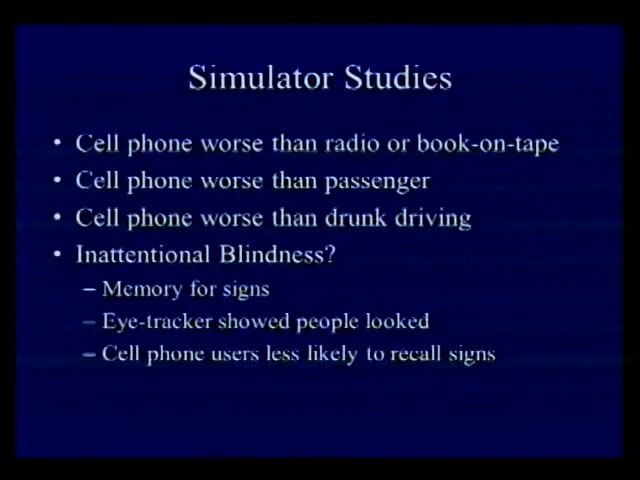 Simulator Studies
• Cell phone worse than radio or book-on-tape
• Cell phone worse than passenger
• Cell phone worse than drunk driving
• Inattentional Blindness?
– Memory for signs
– Eye-tracker showed people looked
– Cell phone users less likely to recall signs